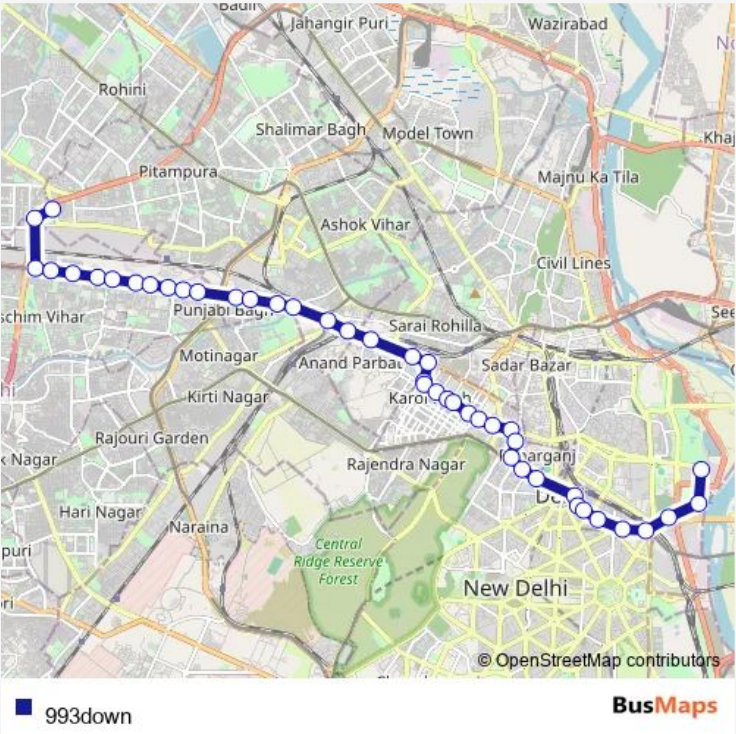 Badli
Jahangir Puri
Wazirabad
Rohini
Shalimar Bagh
Model Town
Khaj
Pitampura
Majnu Ka Tila
Ashok Vihar
Civil Lines
schim Vihar
Punjabi Bagh
Sarai Rohilla
See
Motinagar
Anand Parbat
Sadar Bazar
Kirti Nagar
Rajouri Garden
k Nagar
Rajendra Nagar
Hari Nagar
Naraina
puri
Central
Ridge Reserve
Forest
New Delhi
ri
© OpenStreetMap contributors
993down
BusMaps